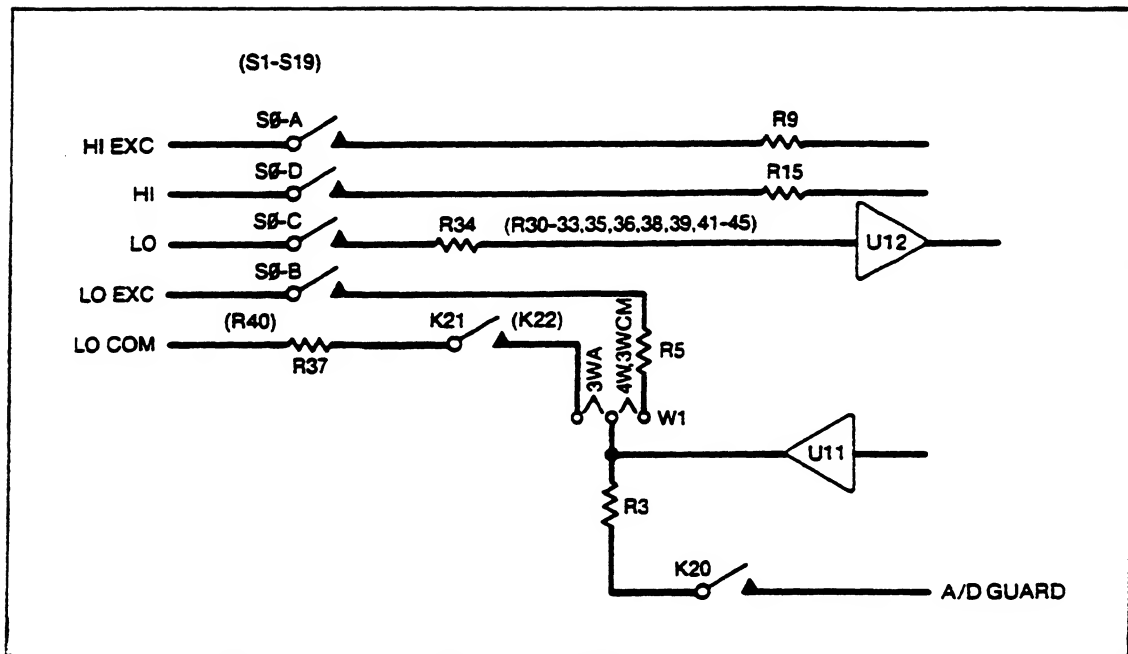 (S1-S19)
HI EXC
SØ-A
R9
HI
SØ-D
R15
LO
SØ-C
R34
(R30-33,35,36,38,39,41-45)
U12
LO EXC
SØ-B
LO COM
(R40)
R37
K21
(K22)
3WA
4W,3WCM
R5
W1
U11
R3
K20
A/D GUARD